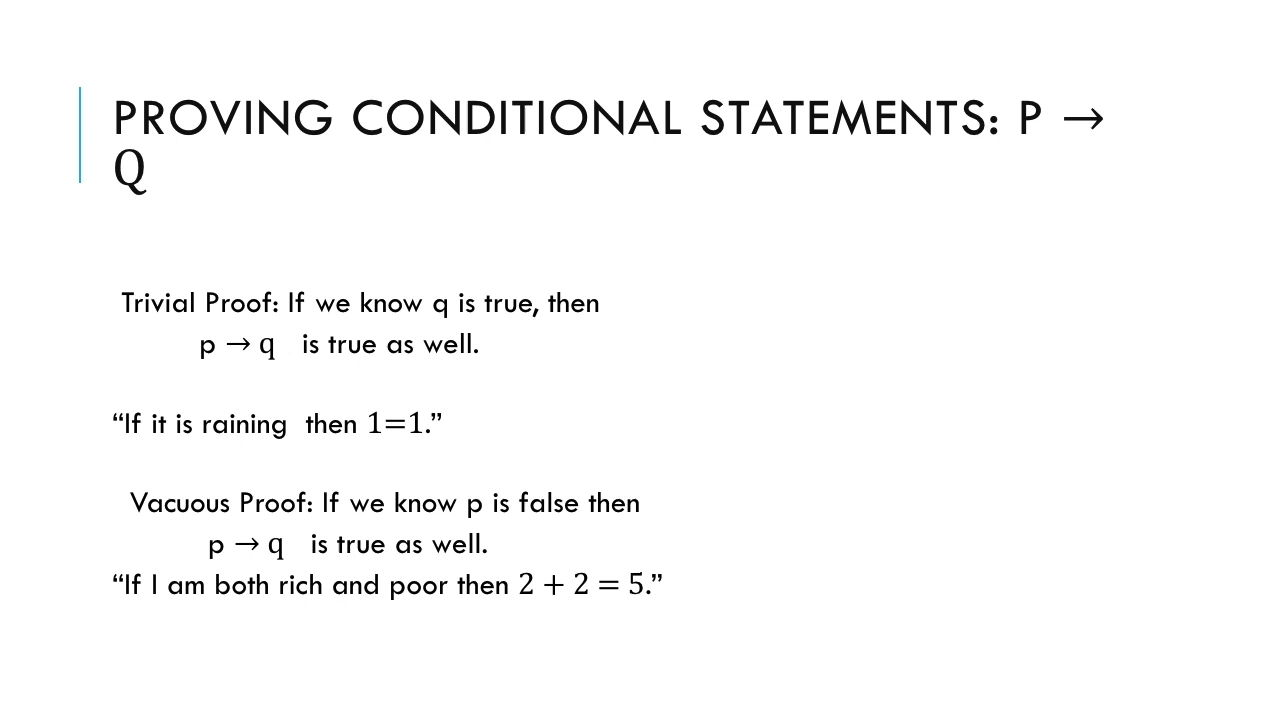 PROVING CONDITIONAL STATEMENTS: P →
Q
Trivial Proof: If we know q is true, then
p → q is true as well.
“If it is raining then 1=1.”
Vacuous Proof: If we know p is false then
p → q is true as well.
“If I am both rich and poor then 2 + 2 = 5.”